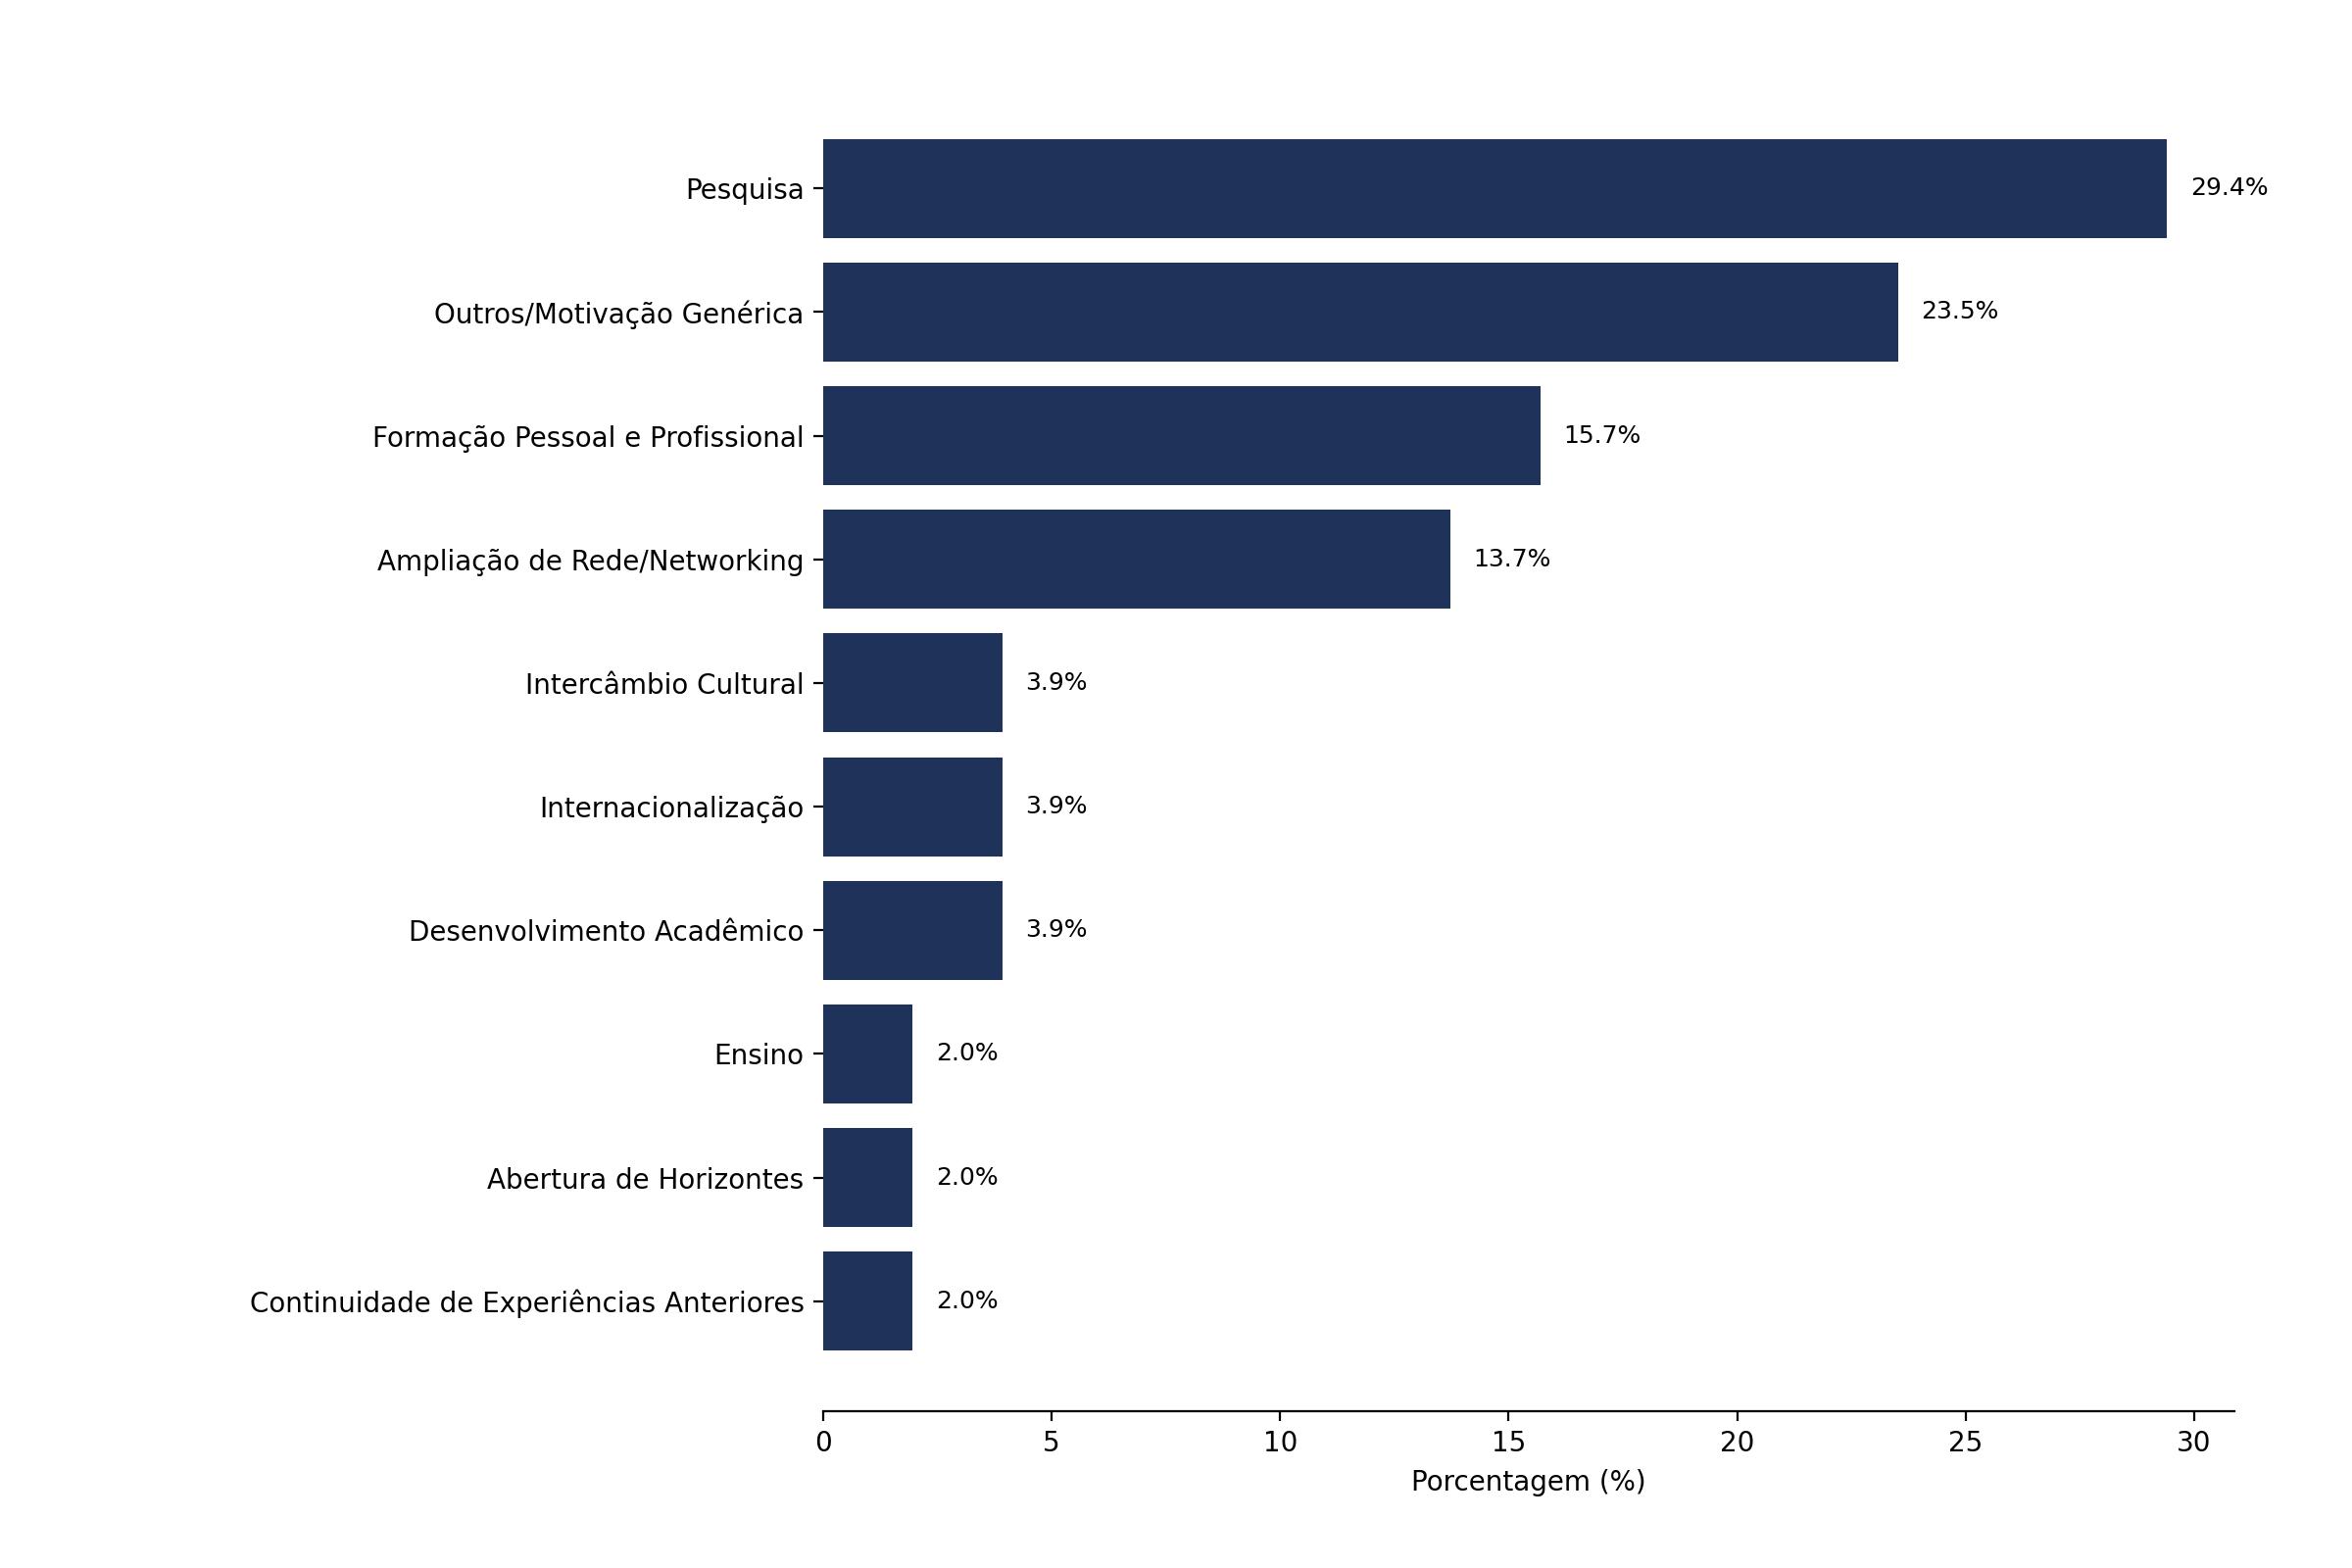 Pesquisa 29.4%
Outros/Motivação Genérica 23.5%
Formação Pessoal e Profissional 15.7%
Ampliação de Rede/Networking 13.7%
Intercâmbio Cultural 3.9%
Internacionalização 3.9%
Desenvolvimento Acadêmico 3.9%
Ensino 2.0%
Abertura de Horizontes 2.0%
Continuidade de Experiências Anteriores 2.0%
0 5 10 15 20 25 30
Porcentagem (%)